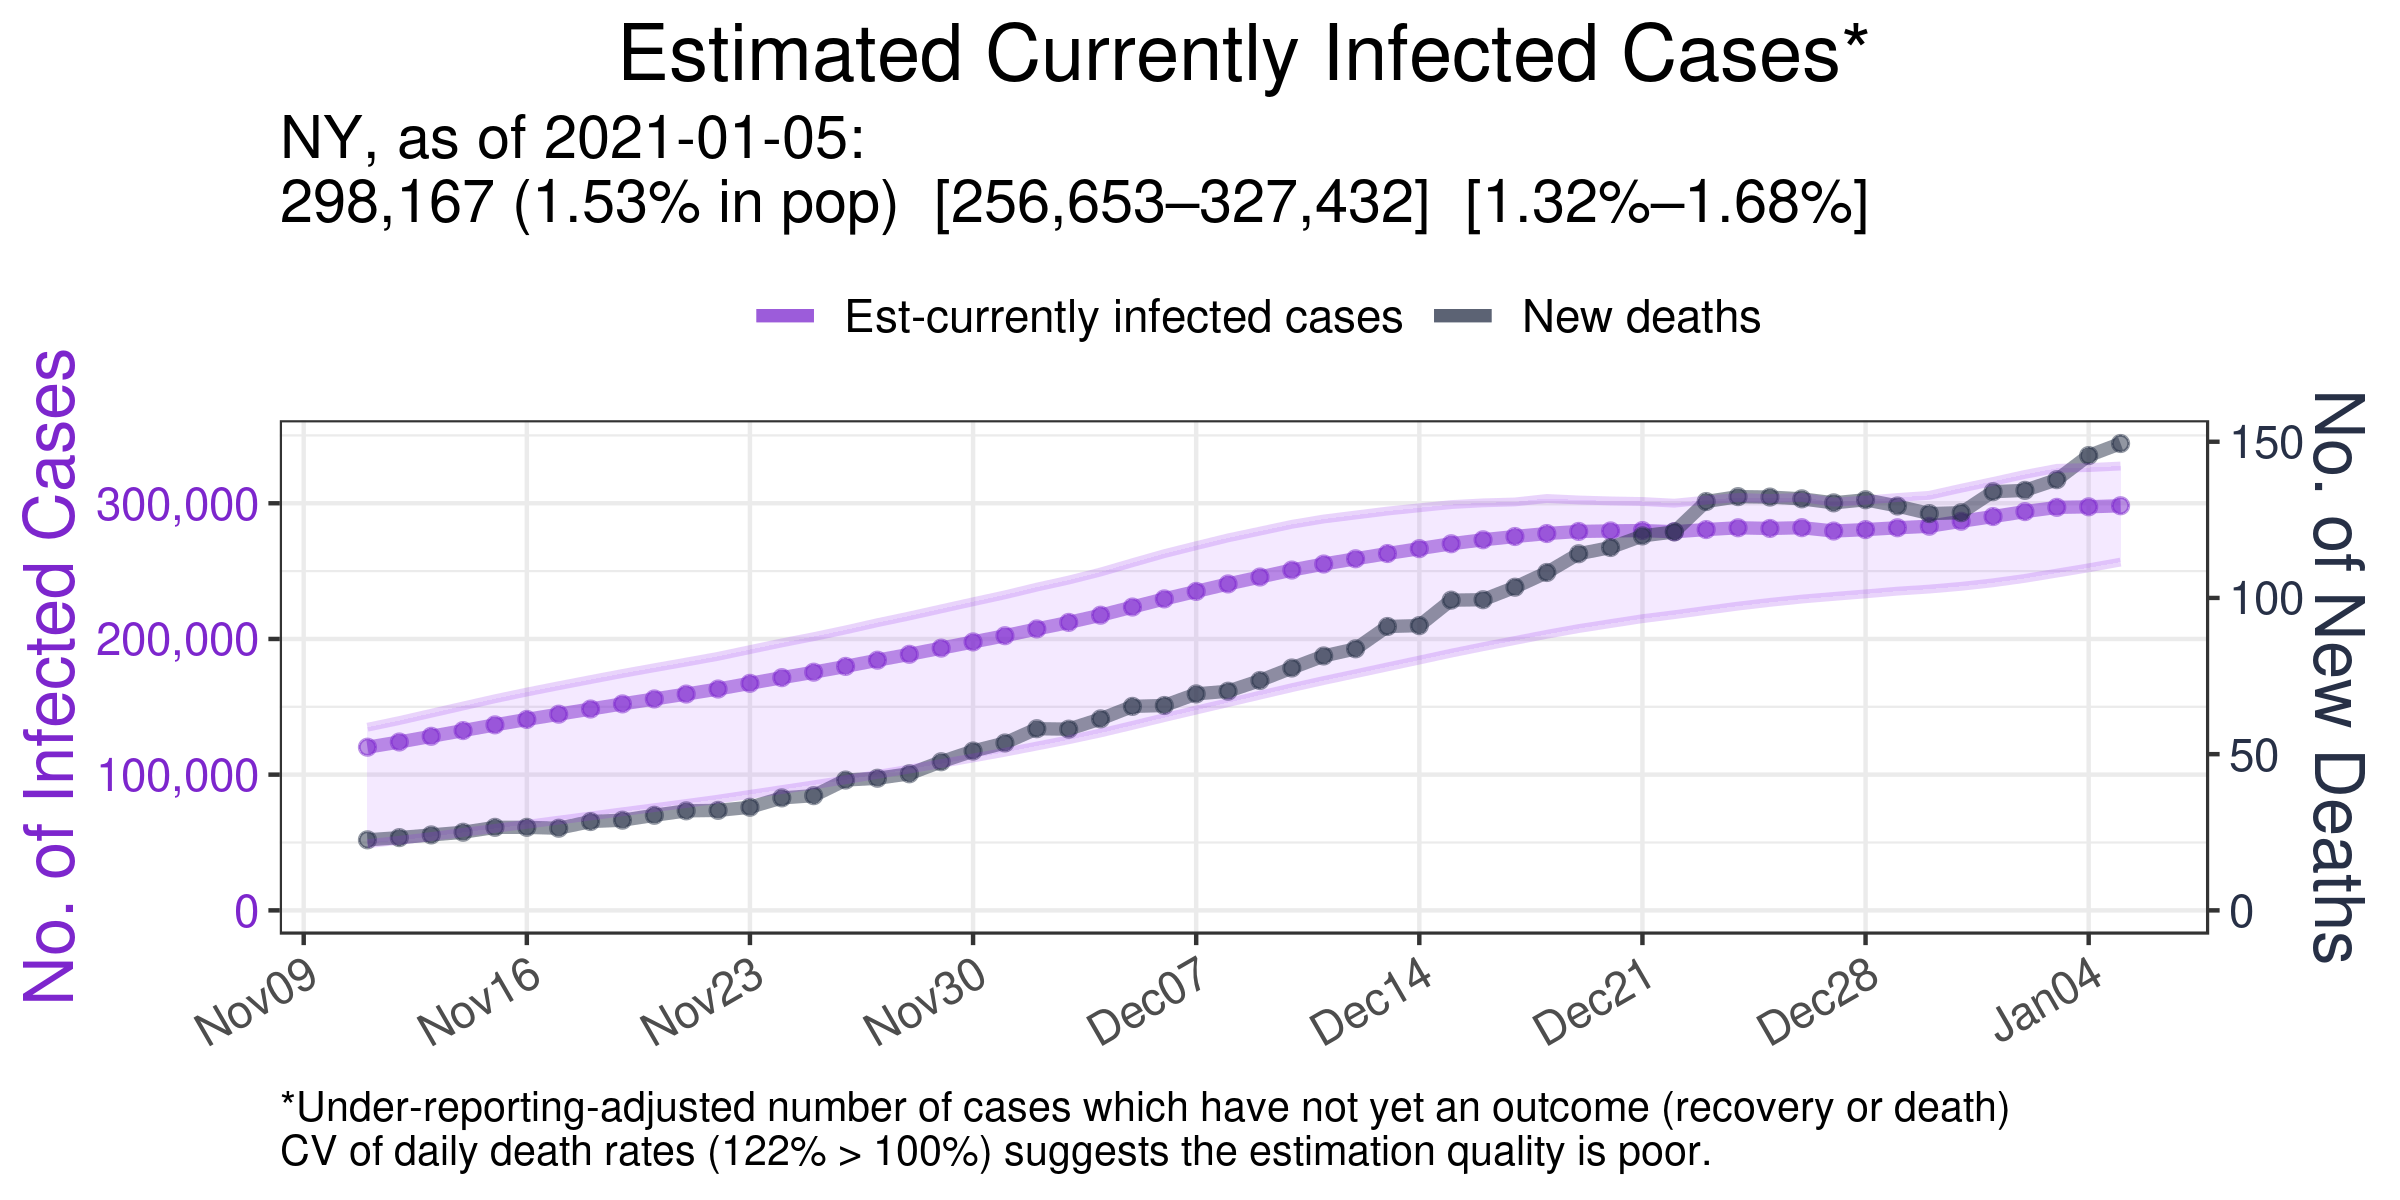 Estimated Currently Infected Cases*
NY, as of 2021-01-05:
298,167 (1.53% in pop)  [256,653–327,432]  [1.32%–1.68%]
Est-currently infected cases
New deaths
No. of Infected Cases
300,000
200,000
100,000
0
150
100
50
0
No. of New Deaths
Nov09
Nov16
Nov23
Nov30
Dec07
Dec14
Dec21
Dec28
Jan04
*Under-reporting-adjusted number of cases which have not yet an outcome (recovery or death)
CV of daily death rates (122% > 100%) suggests the estimation quality is poor.